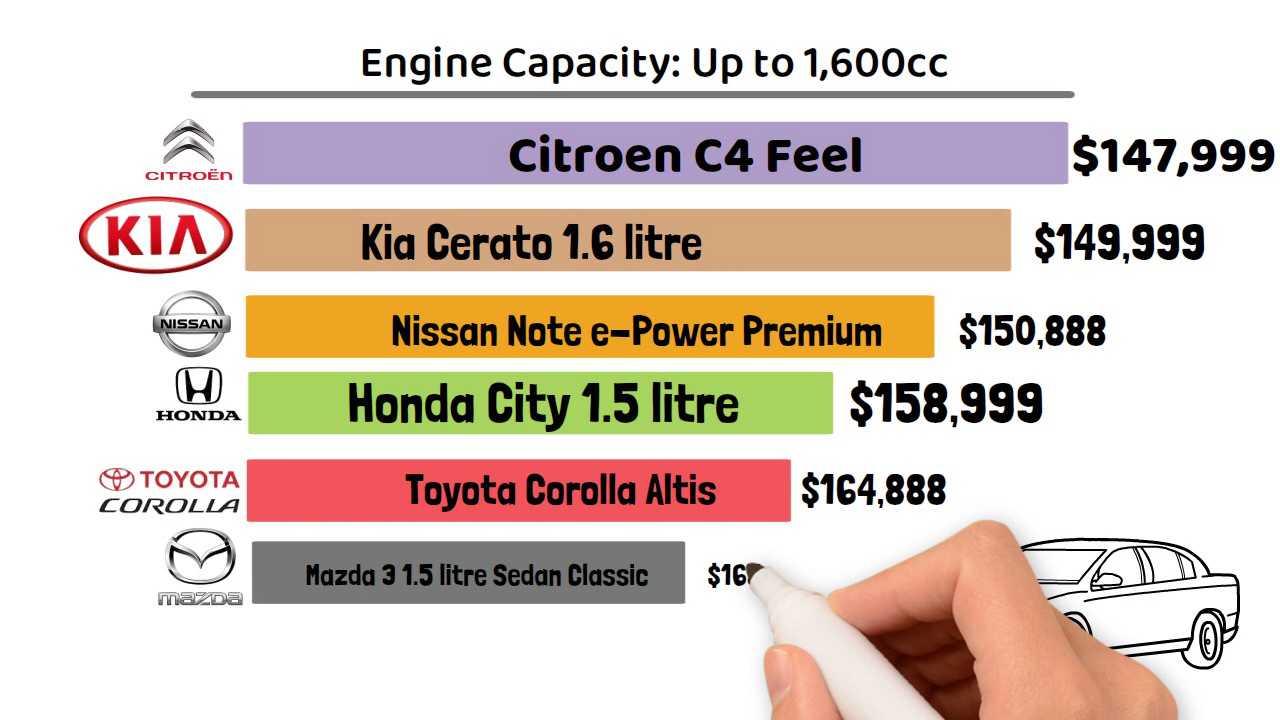 Engine Capacity: Up to 1,600cc
CITROËN
Citroen C4 Feel
$147,999
KIA
Kia Cerato 1.6 litre
$149,999
NISSAN
Nissan Note e-Power Premium
$150,888
HONDA
Honda City 1.5 litre
$158,999
TOYOTA
COROLLA
Toyota Corolla Altis
$164,888
mazda
Mazda 3 1.5 litre Sedan Classic